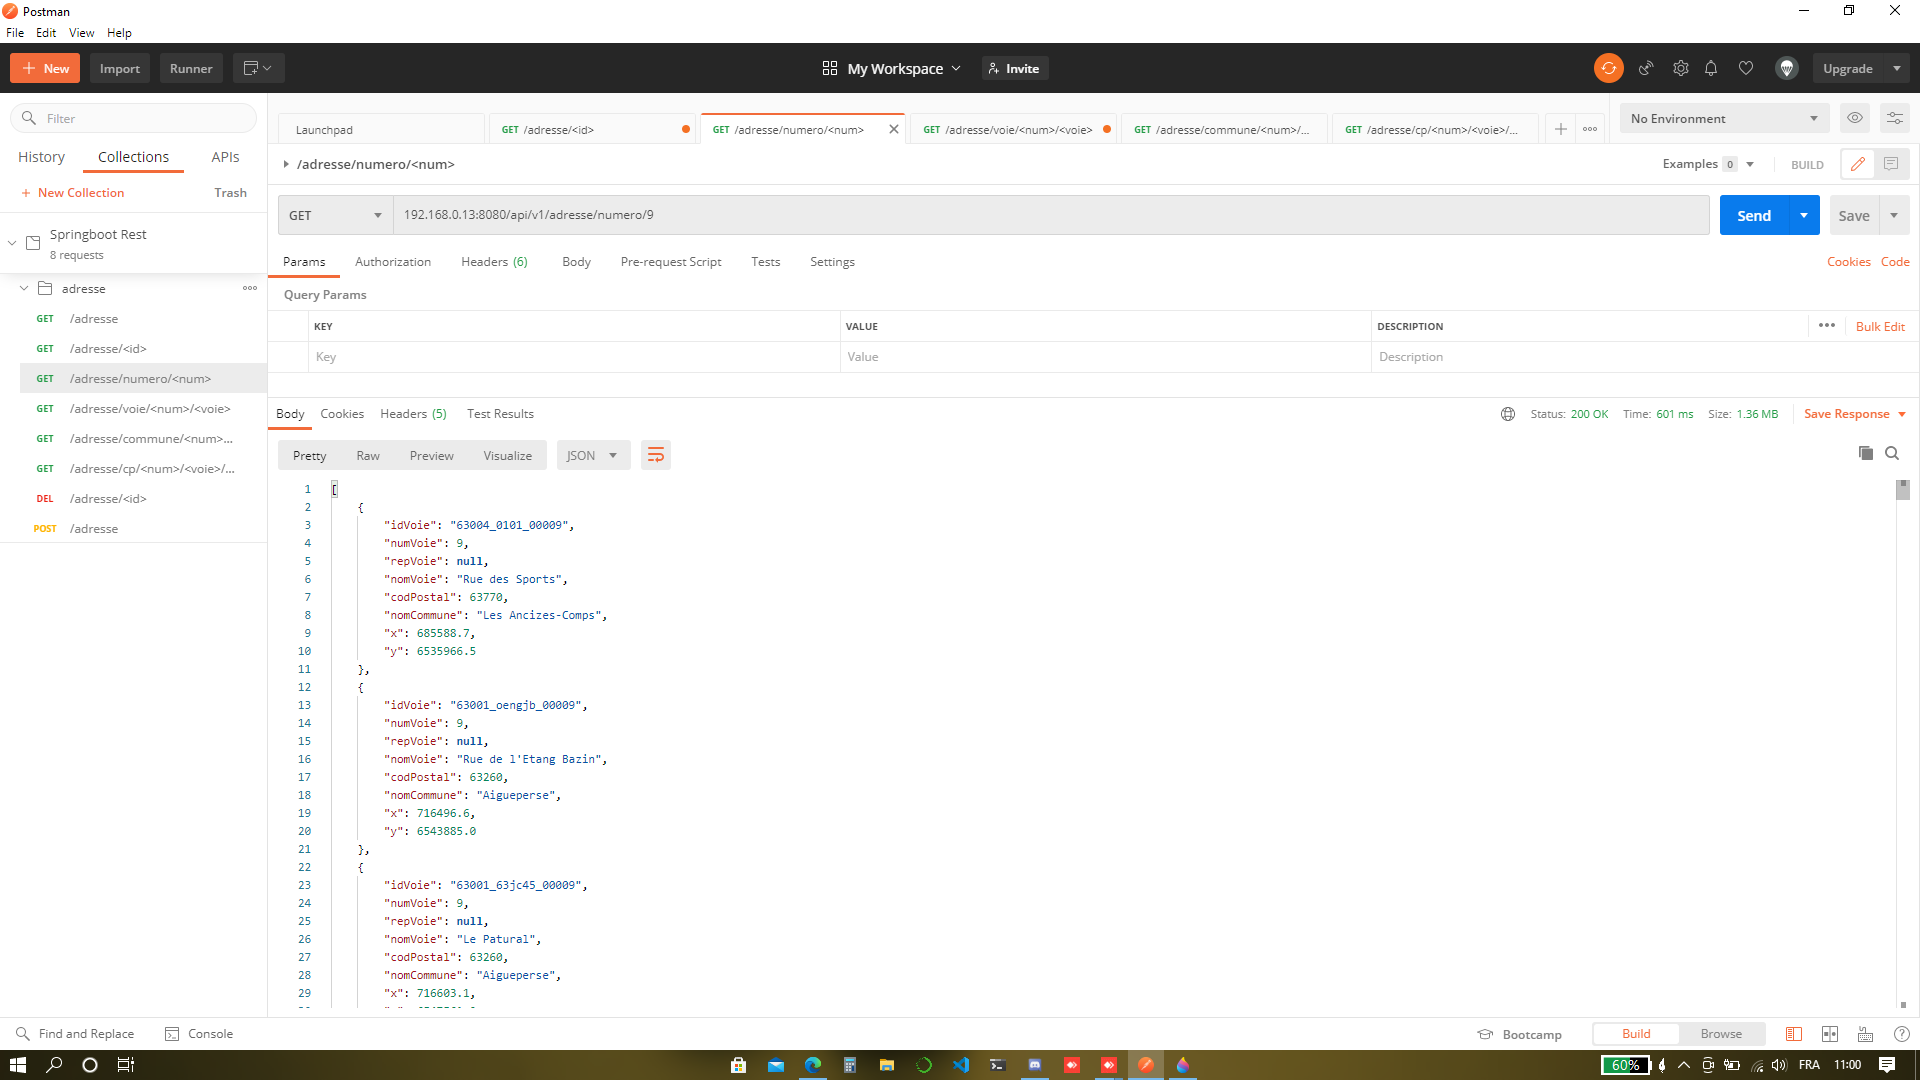 Postman
File Edit View Help
New Import Runner My Workspace Invite Upgrade
Filter
History Collections APIs
New Collection Trash
Springboot Rest
8 requests
adresse
GET /adresse
GET /adresse/<id>
GET /adresse/numero/<num>
GET /adresse/voie/<num>/<voie>
GET /adresse/commune/<num>...
GET /adresse/cp/<num>/<voie>/...
DEL /adresse/<id>
POST /adresse
Launchpad GET /adresse/<id> GET /adresse/numero/<num> GET /adresse/voie/<num>/<voie> GET /adresse/commune/<num>/... GET /adresse/cp/<num>/<voie>/... No Environment
/adresse/numero/<num> Examples 0 BUILD
GET 192.168.0.13:8080/api/v1/adresse/numero/9 Send Save
Params Authorization Headers (6) Body Pre-request Script Tests Settings Cookies Code
Query Params
KEY VALUE DESCRIPTION Bulk Edit
Key Value Description
Body Cookies Headers (5) Test Results Status: 200 OK Time: 601 ms Size: 1.36 MB Save Response
Pretty Raw Preview Visualize JSON
1 [
2 {
3 "idVoie": "63004_0101_00009",
4 "numVoie": 9,
5 "repVoie": null,
6 "nomVoie": "Rue des Sports",
7 "codPostal": 63770,
8 "nomCommune": "Les Ancizes-Comps",
9 "x": 685588.7,
10 "y": 6535966.5
11 },
12 {
13 "idVoie": "63001_oengjb_00009",
14 "numVoie": 9,
15 "repVoie": null,
16 "nomVoie": "Rue de l'Etang Bazin",
17 "codPostal": 63260,
18 "nomCommune": "Aigueperse",
19 "x": 716496.6,
20 "y": 6543885.0
21 },
22 {
23 "idVoie": "63001_63jc45_00009",
24 "numVoie": 9,
25 "repVoie": null,
26 "nomVoie": "Le Patural",
27 "codPostal": 63260,
28 "nomCommune": "Aigueperse",
29 "x": 716603.1,
Find and Replace Console Bootcamp Build Browse
60% FRA 11:00